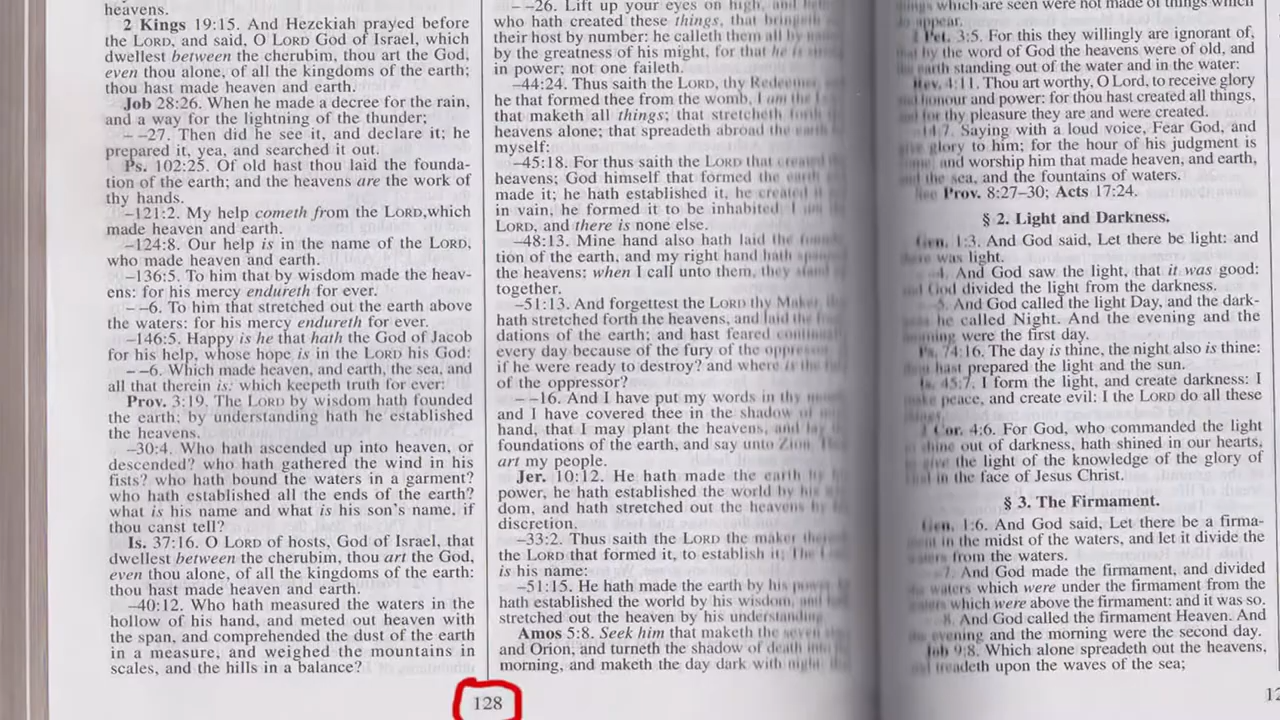 heavens.
2 Kings 19:15. And Hezekiah prayed before
the LORD, and said, O LORD God of Israel, which
dwellest between the cherubim, thou art the God,
even thou alone, of all the kingdoms of the earth;
thou hast made heaven and earth.
Job 28:26. When he made a decree for the rain,
and a way for the lightning of the thunder;
– –27. Then did he see it, and declare it; he
prepared it, yea, and searched it out.
Ps. 102:25. Of old hast thou laid the founda-
tion of the earth; and the heavens are the work of
thy hands.
–121:2. My help cometh from the LORD,which
made heaven and earth.
–124:8. Our help is in the name of the LORD,
who made heaven and earth.
–136:5. To him that by wisdom made the heav-
ens: for his mercy endureth for ever.
– –6. To him that stretched out the earth above
the waters: for his mercy endureth for ever.
–146:5. Happy is he that hath the God of Jacob
for his help, whose hope is in the LORD his God:
– –6. Which made heaven, and earth, the sea, and
all that therein is: which keepeth truth for ever:
Prov. 3:19. The LORD by wisdom hath founded
the earth; by understanding hath he established
the heavens.
–30:4. Who hath ascended up into heaven, or
descended? who hath gathered the wind in his
fists? who hath bound the waters in a garment?
who hath established all the ends of the earth?
what is his name and what is his son's name, if
thou canst tell?
Is. 37:16. O LORD of hosts, God of Israel, that
dwellest between the cherubim, thou art the God,
even thou alone, of all the kingdoms of the earth:
thou hast made heaven and earth.
–40:12. Who hath measured the waters in the
hollow of his hand, and meted out heaven with
the span, and comprehended the dust of the earth
in a measure, and weighed the mountains in
scales, and the hills in a balance?
– –26. Lift up your eyes on high, and
who hath created these things, that bringeth
their host by number: he calleth them all by
by the greatness of his might, for that he is
in power; not one faileth.
–44:24. Thus saith the LORD, thy Redeemer,
he that formed thee from the womb, I am the
that maketh all things; that stretcheth forth
heavens alone; that spreadeth abroad the earth
myself;
–45:18. For thus saith the LORD that created
heavens; God himself that formed the earth
made it; he hath established it, he created it
in vain, he formed it to be inhabited: I am
LORD, and there is none else.
–48:13. Mine hand also hath laid the
tion of the earth, and my right hand hath
the heavens: when I call unto them, they stand
together.
–51:13. And forgettest the LORD thy Maker,
hath stretched forth the heavens, and laid the
dations of the earth; and hast feared
every day because of the fury of the
if he were ready to destroy? and where is the
of the oppressor?
– –16. And I have put my words in thy
and I have covered thee in the shadow of
hand, that I may plant the heavens, and lay
foundations of the earth, and say unto Zion,
art my people.
Jer. 10:12. He hath made the earth by
power, he hath established the world by his
dom, and hath stretched out the heavens by
discretion.
–33:2. Thus saith the LORD the maker
the LORD that formed it, to establish it; The
is his name:
–51:15. He hath made the earth by his power,
hath established the world by his wisdom, and
stretched out the heaven by his understanding.
Amos 5:8. Seek him that maketh the seven
and Orion, and turneth the shadow of death into
morning, and maketh the day dark with night
128
things which are seen were not made of things which
do appear.
Pet. 3:5. For this they willingly are ignorant of,
that by the word of God the heavens were of old, and
earth standing out of the water and in the water:
Rev. 4:11. Thou art worthy, O Lord, to receive glory
and honour and power: for thou hast created all things,
and for thy pleasure they are and were created.
14:7. Saying with a loud voice, Fear God, and
give glory to him; for the hour of his judgment is
and worship him that made heaven, and earth,
and the sea, and the fountains of waters.
See Prov. 8:27–30; Acts 17:24.
§ 2. Light and Darkness.
Gen. 1:3. And God said, Let there be light: and
there was light.
4. And God saw the light, that it was good:
and God divided the light from the darkness.
5. And God called the light Day, and the dark-
he called Night. And the evening and the
were the first day.
Ps. 74:16. The day is thine, the night also is thine:
hast prepared the light and the sun.
Is. 45:7. I form the light, and create darkness: I
make peace, and create evil: I the LORD do all these
Cor. 4:6. For God, who commanded the light
shine out of darkness, hath shined in our hearts,
give the light of the knowledge of the glory of
in the face of Jesus Christ.
§ 3. The Firmament.
Gen. 1:6. And God said, Let there be a firma-
in the midst of the waters, and let it divide the
waters from the waters.
7. And God made the firmament, and divided
waters which were under the firmament from the
waters which were above the firmament: and it was so.
8. And God called the firmament Heaven. And
evening and the morning were the second day.
Job 9:8. Which alone spreadeth out the heavens,
treadeth upon the waves of the sea;